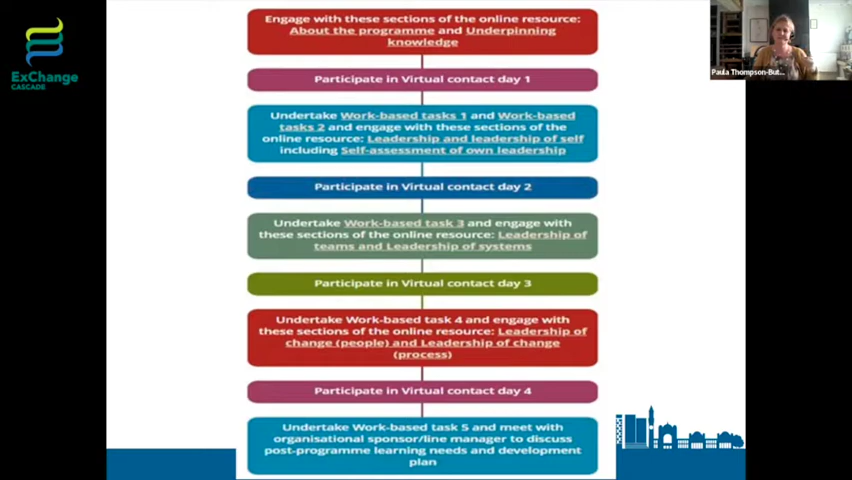 ExChange
CASCADE
Engage with these sections of the online resource:
About the programme and Underpinning
knowledge
Participate in Virtual contact day 1
Undertake Work-based tasks 1 and Work-based
tasks 2 and engage with these sections of the
online resource: Leadership and leadership of self
including Self-assessment of own leadership
Participate in Virtual contact day 2
Undertake Work-based task 3 and engage with
these sections of the online resource: Leadership of
teams and Leadership of systems
Participate in Virtual contact day 3
Undertake Work-based task 4 and engage with
these sections of the online resource: Leadership of
change (people) and Leadership of change
(process)
Participate in Virtual contact day 4
Undertake Work-based task 5 and meet with
organisational sponsor/line manager to discuss
post-programme learning needs and development
plan
Paula Thompson-But...